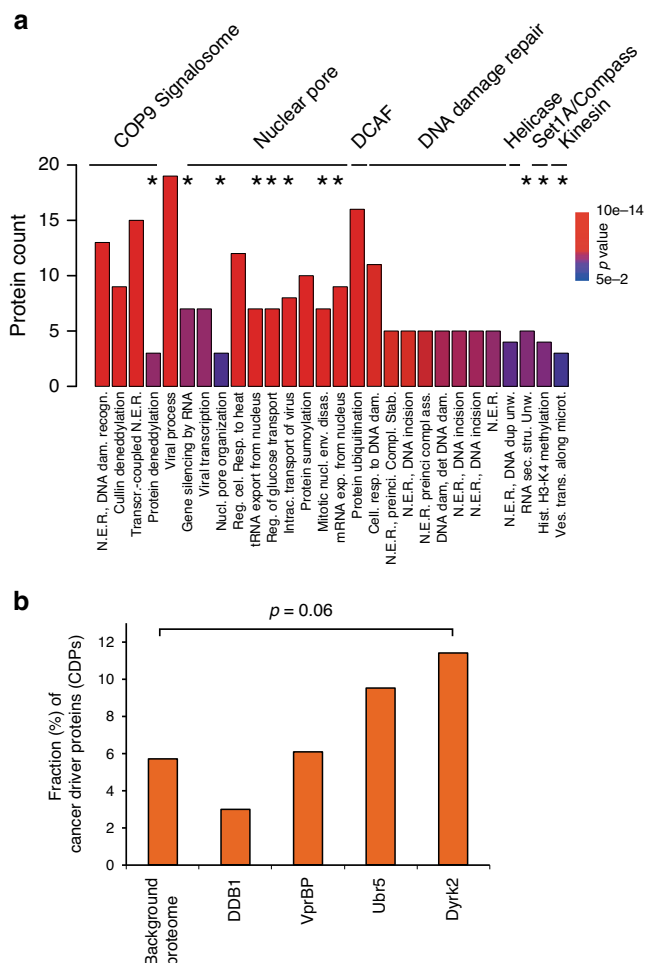 a
COP9 Signalosome
Nuclear pore
DCAF
DNA damage repair
Helicase
Set1A/Compass
Kinesin
Protein count
20
15
10
5
0
* * * * * * * * * * *
10e–14
p value
5e–2
N.E.R., DNA dam. recogn.
Cullin deneddylation
Transcr.-coupled N.E.R.
Protein deneddylation
Viral process
Gene silencing by RNA
Viral transcription
Nucl. pore organization
Reg. cel. Resp. to heat
tRNA export from nucleus
Reg. of glucose transport
Intrac. transport of virus
Protein sumoylation
Mitotic nucl. env. disas.
mRNA exp. from nucleus
Protein ubiquitination
Cell. resp. to DNA dam.
N.E.R., preinci. Compl. Stab.
N.E.R., DNA incision
N.E.R. preinci compl ass.
DNA dam. det DNA dam.
N.E.R., DNA incision
N.E.R., DNA incision
N.E.R.
N.E.R., DNA dup unw.
RNA sec. stru. Unw.
Hist. H3-K4 methylation
Ves. trans. along microt.
b
p = 0.06
Fraction (%) of
cancer driver proteins (CDPs)
12
10
8
6
4
2
0
Background
proteome
DDB1
VprBP
Ubr5
Dyrk2